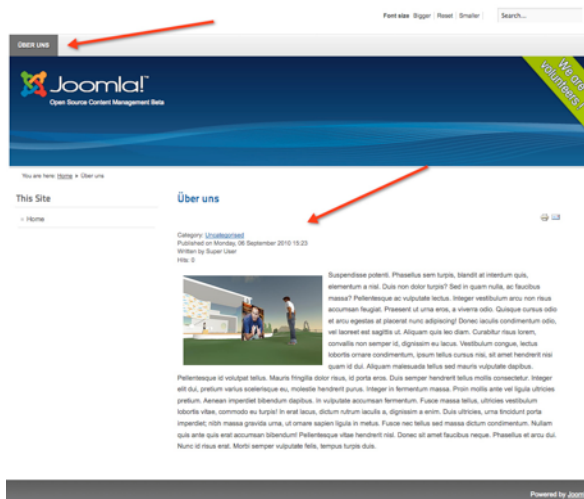 Font size Bigger | Reset | Smaller |
Search...
ÜBER UNS
Joomla!™
Open Source Content Management Beta
We are
volunteers!
You are here: Home ▸ Über uns
This Site
Home
Über uns
Category: Uncategorised
Published on Monday, 06 September 2010 15:23
Written by Super User
Hits: 0
Suspendisse potenti. Phasellus sem turpis, blandit at interdum quis,
elementum a nisl. Duis non dolor turpis? Sed in quam nulla, ac faucibus
massa? Pellentesque ac vulputate lectus. Integer vestibulum arcu non risus
accumsan feugiat. Praesent ut urna eros, a viverra odio. Quisque cursus odio
et arcu egestas at placerat nunc adipiscing! Donec iaculis condimentum odio,
vel laoreet est sagittis ut. Aliquam quis leo diam. Curabitur risus lorem,
convallis non semper id, dignissim eu lacus. Vestibulum congue, lectus
lobortis ornare condimentum, ipsum tellus cursus nisi, sit amet hendrerit nisi
quam id dui. Aliquam malesuada tellus sed mauris vulputate dapibus.
Pellentesque id volutpat tellus. Mauris fringilla dolor risus, id porta eros. Duis semper hendrerit tellus mollis consectetur. Integer
elit dui, pretium varius scelerisque eu, molestie hendrerit purus. Integer in fermentum massa. Proin mollis ante vel ligula ultricies
pretium. Aenean imperdiet bibendum dapibus. In vulputate accumsan fermentum. Fusce massa tellus, ultricies vestibulum
lobortis vitae, commodo eu turpis! In erat lacus, dictum rutrum iaculis a, dignissim a enim. Duis ultricies, urna tincidunt porta
imperdiet; nibh massa gravida urna, ut ornare sapien ligula in metus. Fusce nec tellus sed massa dictum condimentum. Nullam
quis ante quis erat accumsan bibendum! Pellentesque vitae hendrerit nisl. Donec sit amet faucibus neque. Phasellus et arcu dui.
Nunc id risus erat. Morbi semper vulputate felis, tempus turpis duis.
Powered by Joom